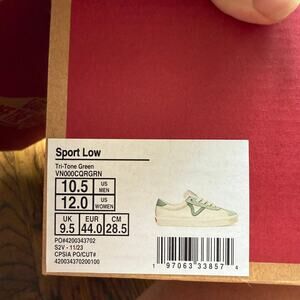 Sport Low
Tri-Tone Green
VN000CQRGRN
10.5 US MEN
12.0 US WOMEN
UK EUR CM
9.5 44.0 28.5
PO#4200343702
S2V - 11/23
CPSIA PO/CUT#
420034370200100
1 97063 33857 4